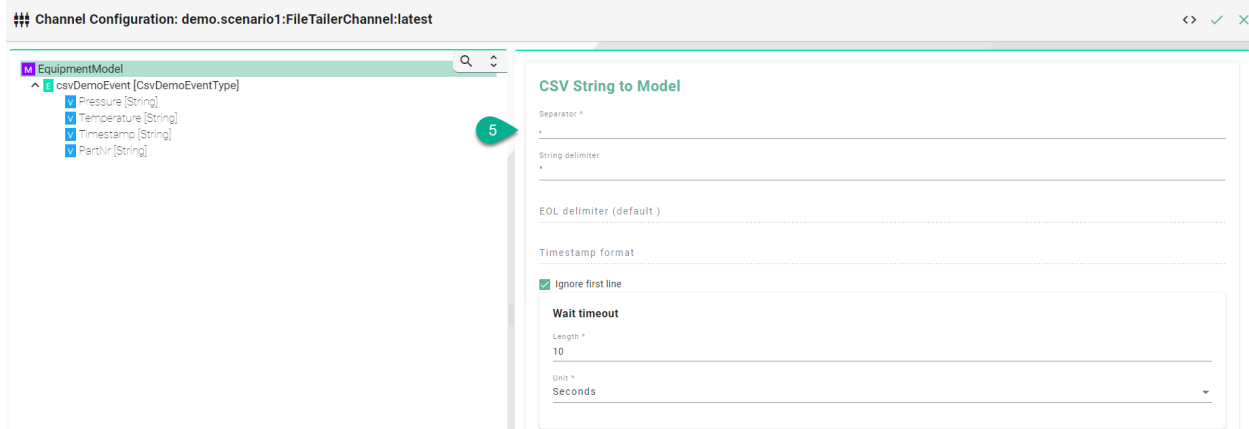 Channel Configuration: demo.scenario1:FileTailerChannel:latest
M EquipmentModel
E csvDemoEvent [CsvDemoEventType]
V Pressure [String]
V Temperature [String]
V Timestamp [String]
V PartNr [String]
CSV String to Model
5
Separator *
,
String delimiter
"
EOL delimiter (default )
Timestamp format
Ignore first line
Wait timeout
Length *
10
Unit *
Seconds